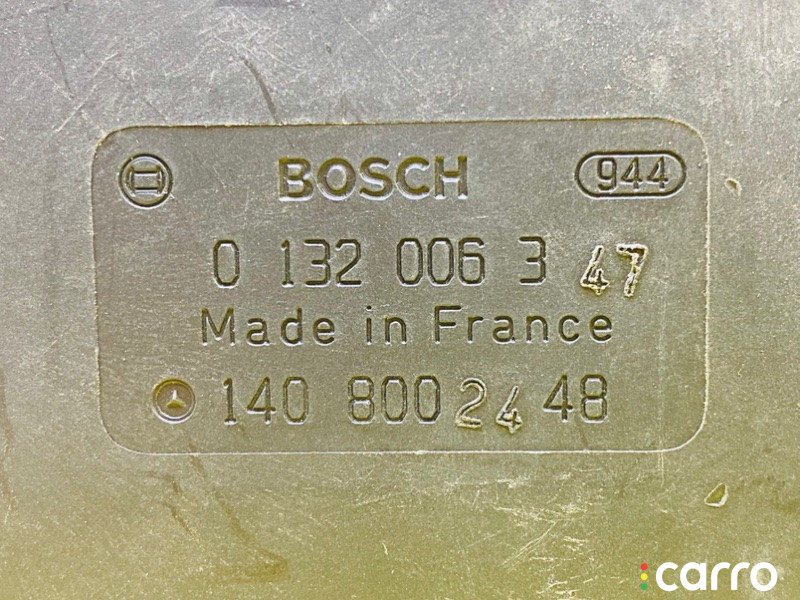 BOSCH 944
0 132 006 3 47
Made in France
140 800 24 48
carro